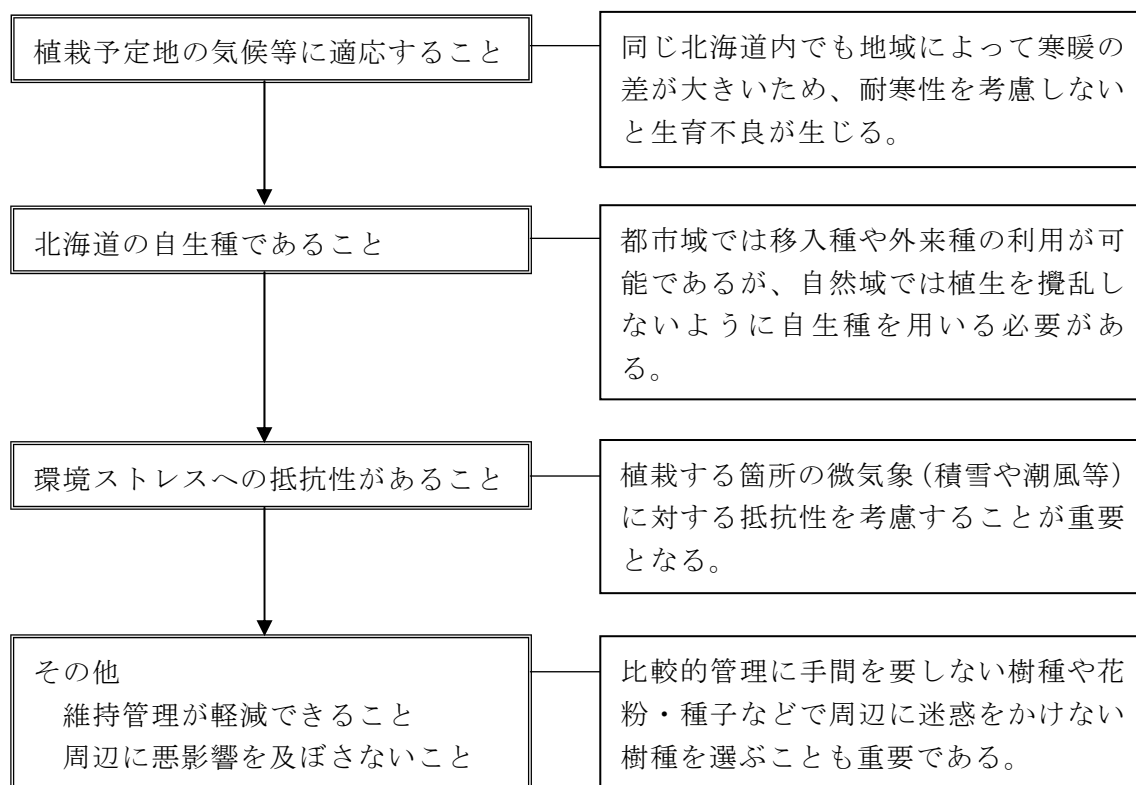 植栽予定地の気候等に適応すること
同じ北海道内でも地域によって寒暖の
差が大きいため、耐寒性を考慮しない
と生育不良が生じる。
北海道の自生種であること
都市域では移入種や外来種の利用が可
能であるが、自然域では植生を攪乱し
ないように自生種を用いる必要があ
る。
環境ストレスへの抵抗性があること
植栽する箇所の微気象(積雪や潮風等)
に対する抵抗性を考慮することが重要
となる。
その他
維持管理が軽減できること
周辺に悪影響を及ぼさないこと
比較的管理に手間を要しない樹種や花
粉・種子などで周辺に迷惑をかけない
樹種を選ぶことも重要である。